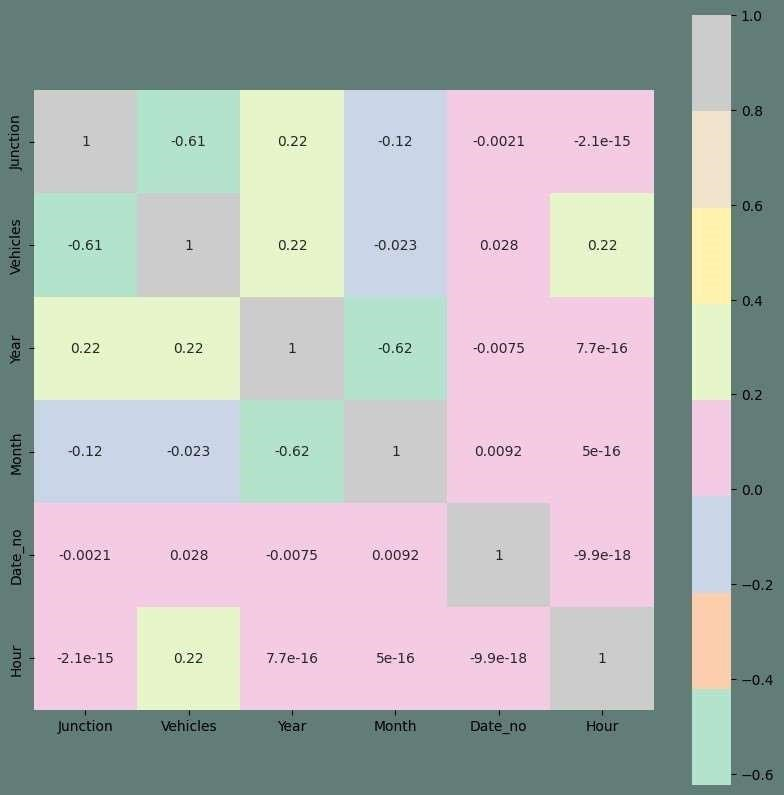 Junction 1 -0.61 0.22 -0.12 -0.0021 -2.1e-15
Vehicles -0.61 1 0.22 -0.023 0.028 0.22
Year 0.22 0.22 1 -0.62 -0.0075 7.7e-16
Month -0.12 -0.023 -0.62 1 0.0092 5e-16
Date_no -0.0021 0.028 -0.0075 0.0092 1 -9.9e-18
Hour -2.1e-15 0.22 7.7e-16 5e-16 -9.9e-18 1
Junction Vehicles Year Month Date_no Hour
1.0
0.8
0.6
0.4
0.2
0.0
−0.2
−0.4
−0.6